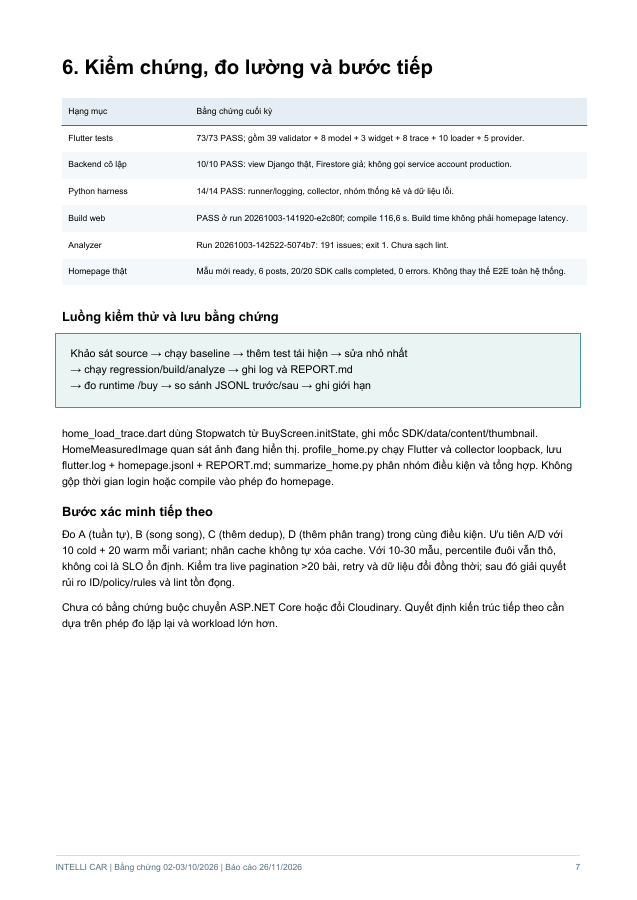 6. Kiểm chứng, đo lường và bước tiếp
Hạng mục Bằng chứng cuối kỳ
Flutter tests 73/73 PASS; gồm 39 validator + 8 model + 3 widget + 8 trace + 10 loader + 5 provider.
Backend cô lập 10/10 PASS: view Django thật, Firestore giả; không gọi service account production.
Python harness 14/14 PASS: runner/logging, collector, nhóm thống kê và dữ liệu lỗi.
Build web PASS ở run 20261003-141920-e2c80f; compile 116,6 s. Build time không phải homepage latency.
Analyzer Run 20261003-142522-5074b7: 191 issues; exit 1. Chưa sạch lint.
Homepage thật Mẫu mới ready, 6 posts, 20/20 SDK calls completed, 0 errors. Không thay thế E2E toàn hệ thống.
Luồng kiểm thử và lưu bằng chứng
Khảo sát source → chạy baseline → thêm test tái hiện → sửa nhỏ nhất
→ chạy regression/build/analyze → ghi log và REPORT.md
→ đo runtime /buy → so sánh JSONL trước/sau → ghi giới hạn
home_load_trace.dart dùng Stopwatch từ BuyScreen.initState, ghi mốc SDK/data/content/thumbnail.
HomeMeasuredImage quan sát ảnh đang hiển thị. profile_home.py chạy Flutter và collector loopback, lưu
flutter.log + homepage.jsonl + REPORT.md; summarize_home.py phân nhóm điều kiện và tổng hợp. Không
gộp thời gian login hoặc compile vào phép đo homepage.
Bước xác minh tiếp theo
Đo A (tuần tự), B (song song), C (thêm dedup), D (thêm phân trang) trong cùng điều kiện. Ưu tiên A/D với
10 cold + 20 warm mỗi variant; nhãn cache không tự xóa cache. Với 10-30 mẫu, percentile đuôi vẫn thô,
không coi là SLO ổn định. Kiểm tra live pagination >20 bài, retry và dữ liệu đổi đồng thời; sau đó giải quyết
rủi ro ID/policy/rules và lint tồn đọng.
Chưa có bằng chứng buộc chuyển ASP.NET Core hoặc đổi Cloudinary. Quyết định kiến trúc tiếp theo cần
dựa trên phép đo lặp lại và workload lớn hơn.
INTELLI CAR | Bằng chứng 02-03/10/2026 | Báo cáo 26/11/2026 7